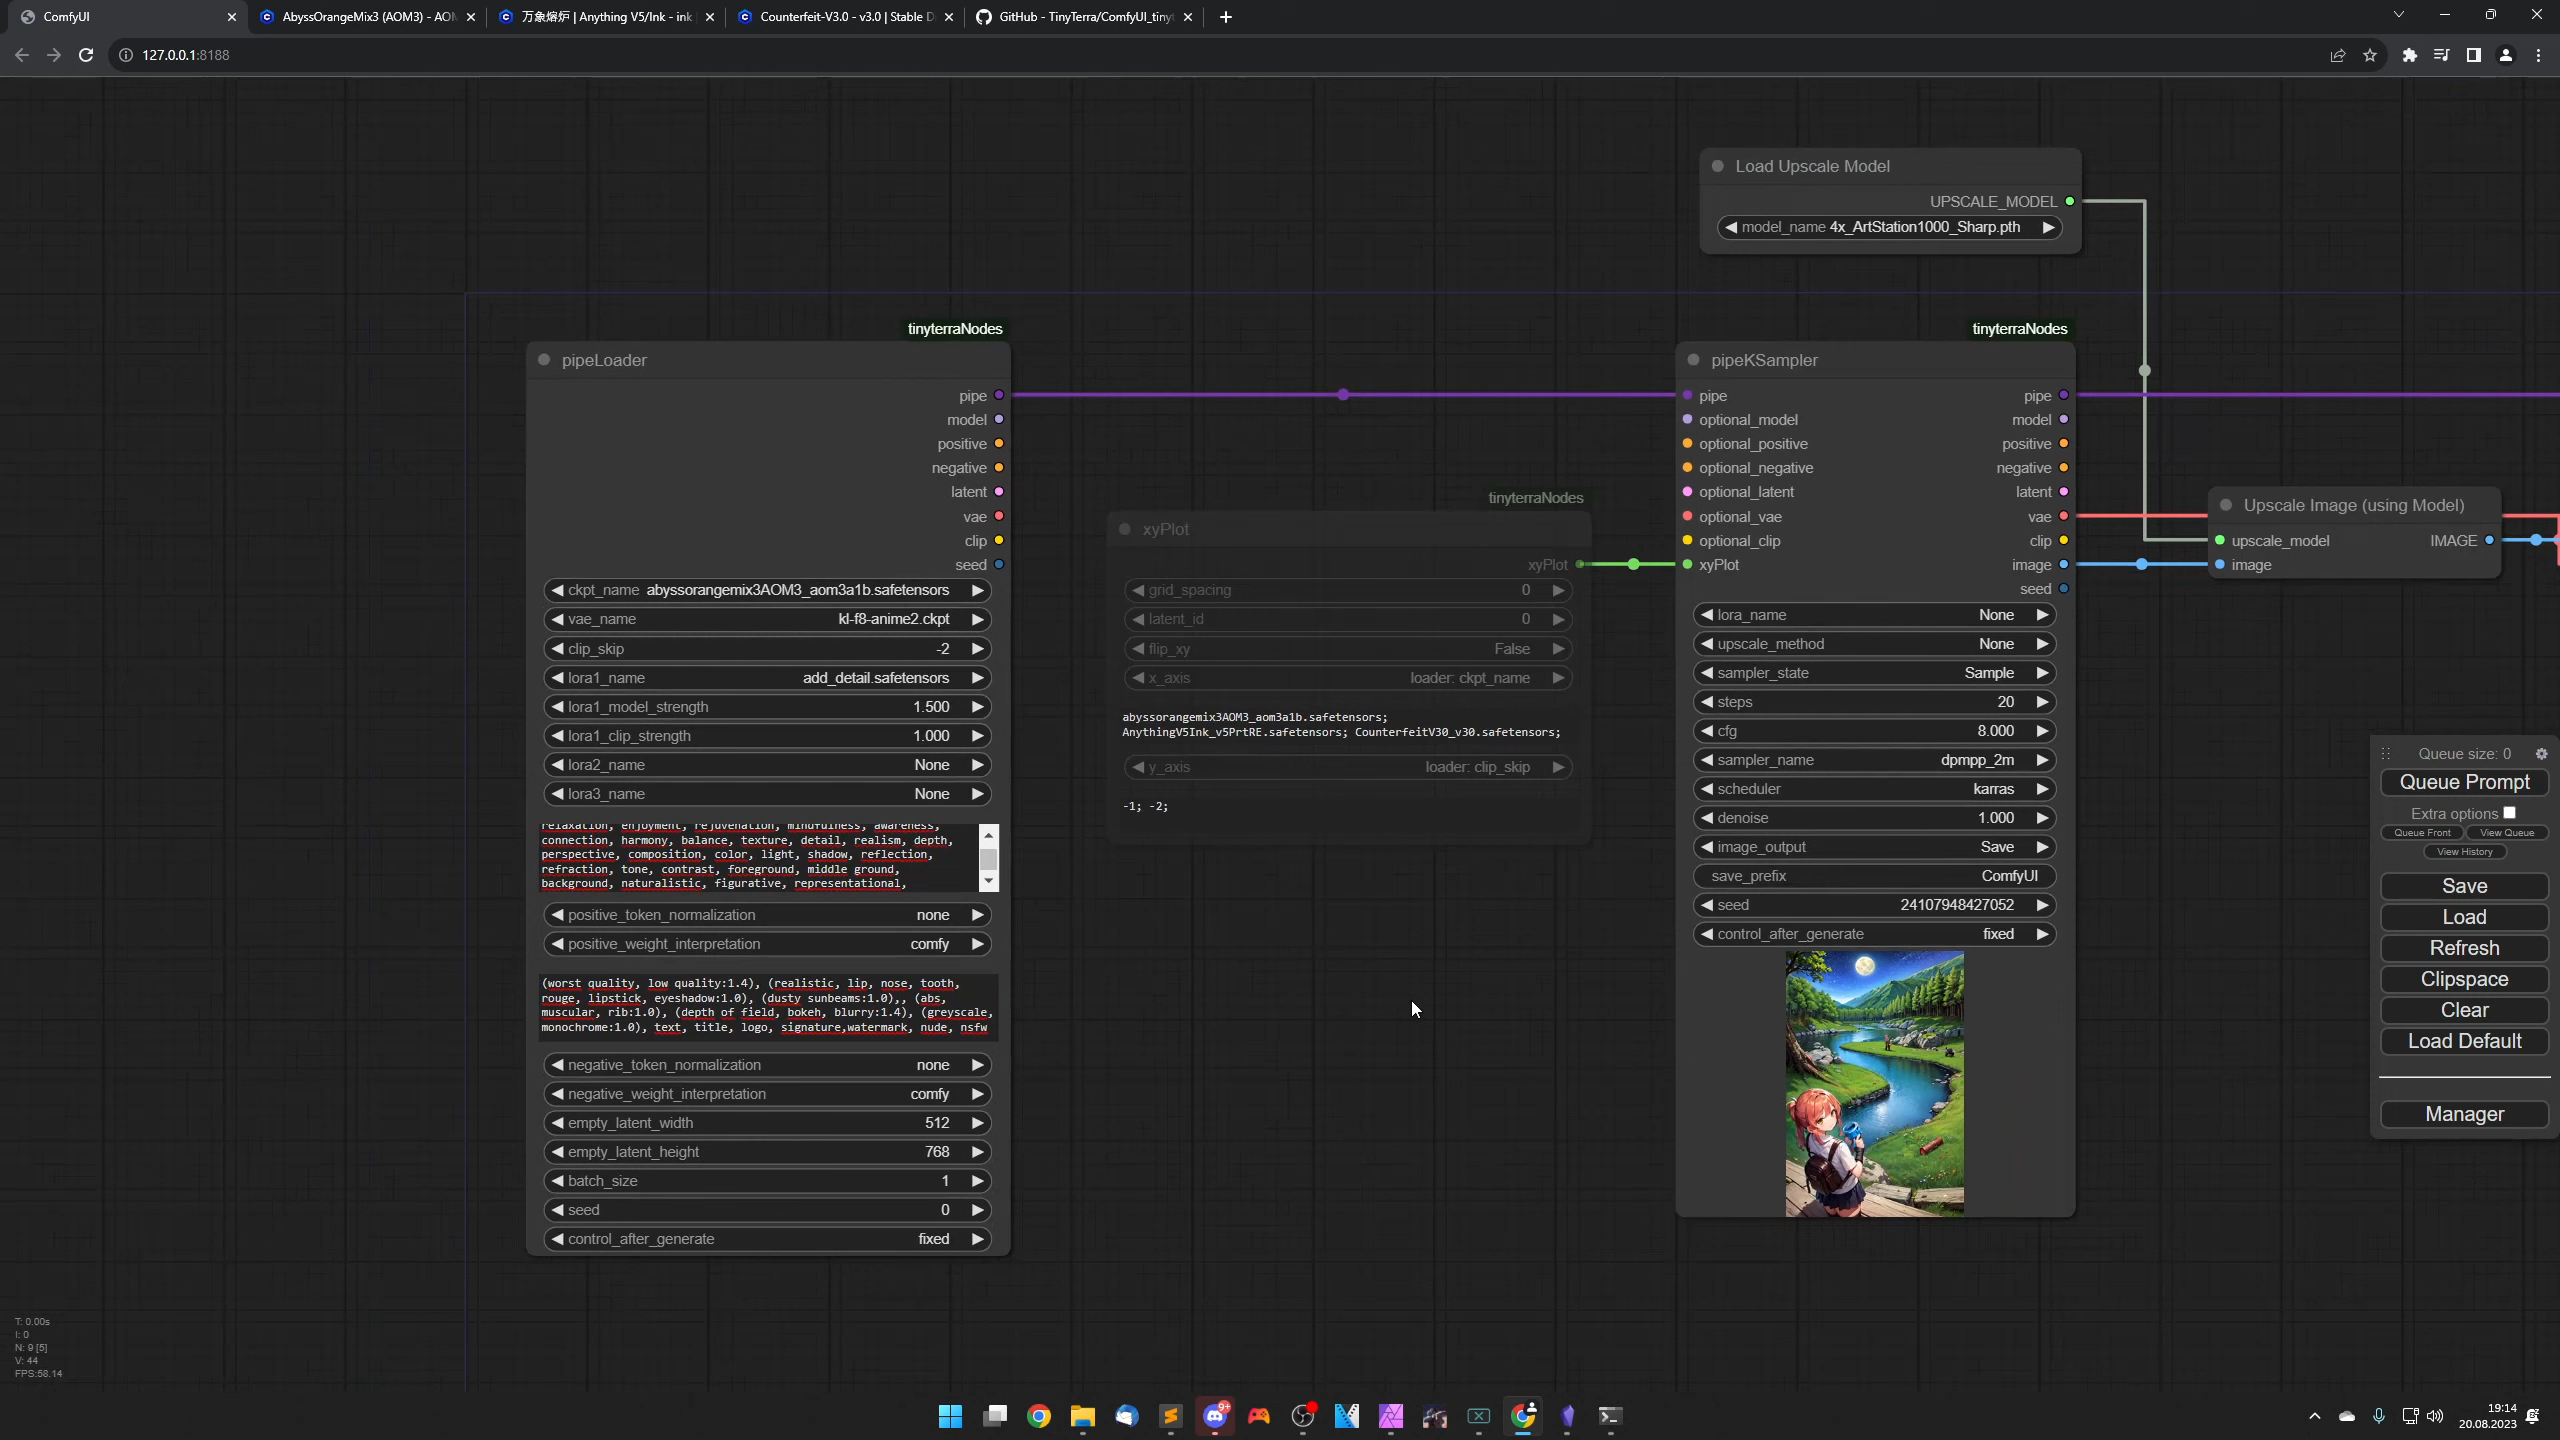 ComfyUI
AbyssOrangeMix3 (AOM3) - AOM
万象熔炉 | Anything V5/Ink - ink
Counterfeit-V3.0 - v3.0 | Stable D
GitHub - TinyTerra/ComfyUI_tinyt
127.0.0.1:8188
Load Upscale Model
UPSCALE_MODEL
model_name 4x_ArtStation1000_Sharp.pth
tinyterraNodes
pipeLoader
pipe
model
positive
negative
latent
vae
clip
seed
ckpt_name abyssorangemix3AOM3_aom3a1b.safetensors
vae_name kl-f8-anime2.ckpt
clip_skip -2
lora1_name add_detail.safetensors
lora1_model_strength 1.500
lora1_clip_strength 1.000
lora2_name None
lora3_name None
relaxation, enjoyment, rejuvenation, mindfulness, awareness,
connection, harmony, balance, texture, detail, realism, depth,
perspective, composition, color, light, shadow, reflection,
refraction, tone, contrast, foreground, middle ground,
background, naturalistic, figurative, representational,
positive_token_normalization none
positive_weight_interpretation comfy
(worst quality, low quality:1.4), (realistic, lip, nose, tooth,
rouge, lipstick, eyeshadow:1.0), (dusty sunbeams:1.0),, (abs,
muscular, rib:1.0), (depth of field, bokeh, blurry:1.4), (greyscale,
monochrome:1.0), text, title, logo, signature,watermark, nude, nsfw
negative_token_normalization none
negative_weight_interpretation comfy
empty_latent_width 512
empty_latent_height 768
batch_size 1
seed 0
control_after_generate fixed
tinyterraNodes
xyPlot
xyPlot
grid_spacing 0
latent_id 0
flip_xy False
x_axis loader: ckpt_name
abyssorangemix3AOM3_aom3a1b.safetensors;
AnythingV5Ink_v5PrtRE.safetensors; CounterfeitV30_v30.safetensors;
y_axis loader: clip_skip
-1; -2;
tinyterraNodes
pipeKSampler
pipe pipe
optional_model model
optional_positive positive
optional_negative negative
optional_latent latent
optional_vae vae
optional_clip clip
xyPlot image
seed
lora_name None
upscale_method None
sampler_state Sample
steps 20
cfg 8.000
sampler_name dpmpp_2m
scheduler karras
denoise 1.000
image_output Save
save_prefix ComfyUI
seed 24107948427052
control_after_generate fixed
Upscale Image (using Model)
upscale_model IMAGE
image
Queue size: 0
Queue Prompt
Extra options
Queue Front View Queue
View History
Save
Load
Refresh
Clipspace
Clear
Load Default
Manager
T: 0.00s
I: 0
N: 9 [5]
V: 44
FPS:58.14
9+
19:14
20.08.2023